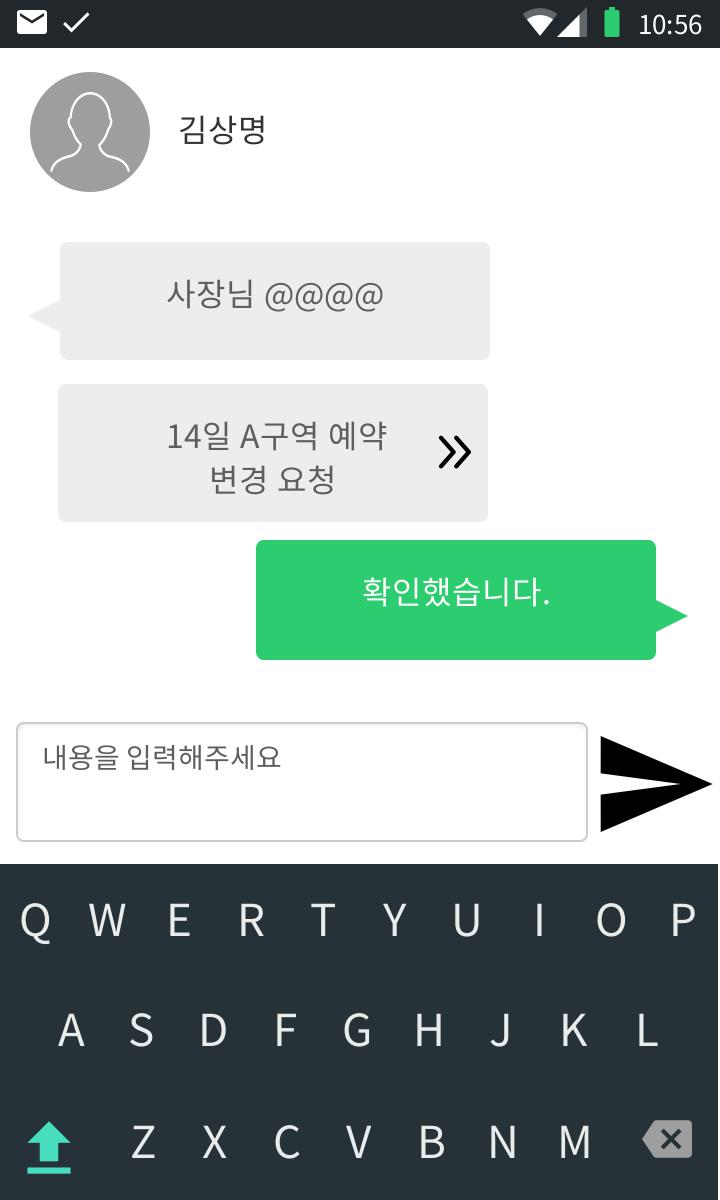 10:56
김상명
사장님 @@@@
14일 A구역 예약
변경 요청
확인했습니다.
내용을 입력해주세요
Q W E R T Y U I O P
A S D F G H J K L
Z X C V B N M